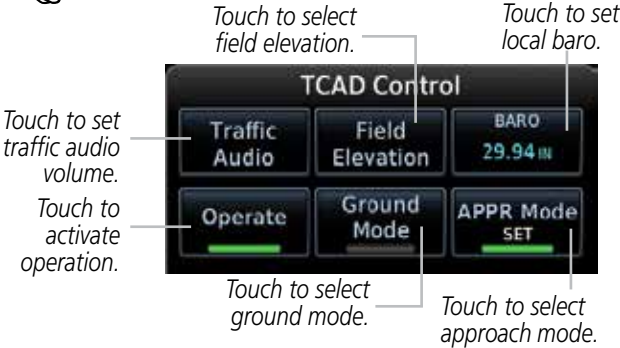 Touch to select
field elevation.
Touch to set
local baro.
TCAD Control
Touch to set
traffic audio
volume.
Traffic
Audio
Field
Elevation
BARO
29.94 IN
Touch to
activate
operation.
Operate
Ground
Mode
APPR Mode
SET
Touch to select
ground mode.
Touch to select
approach mode.